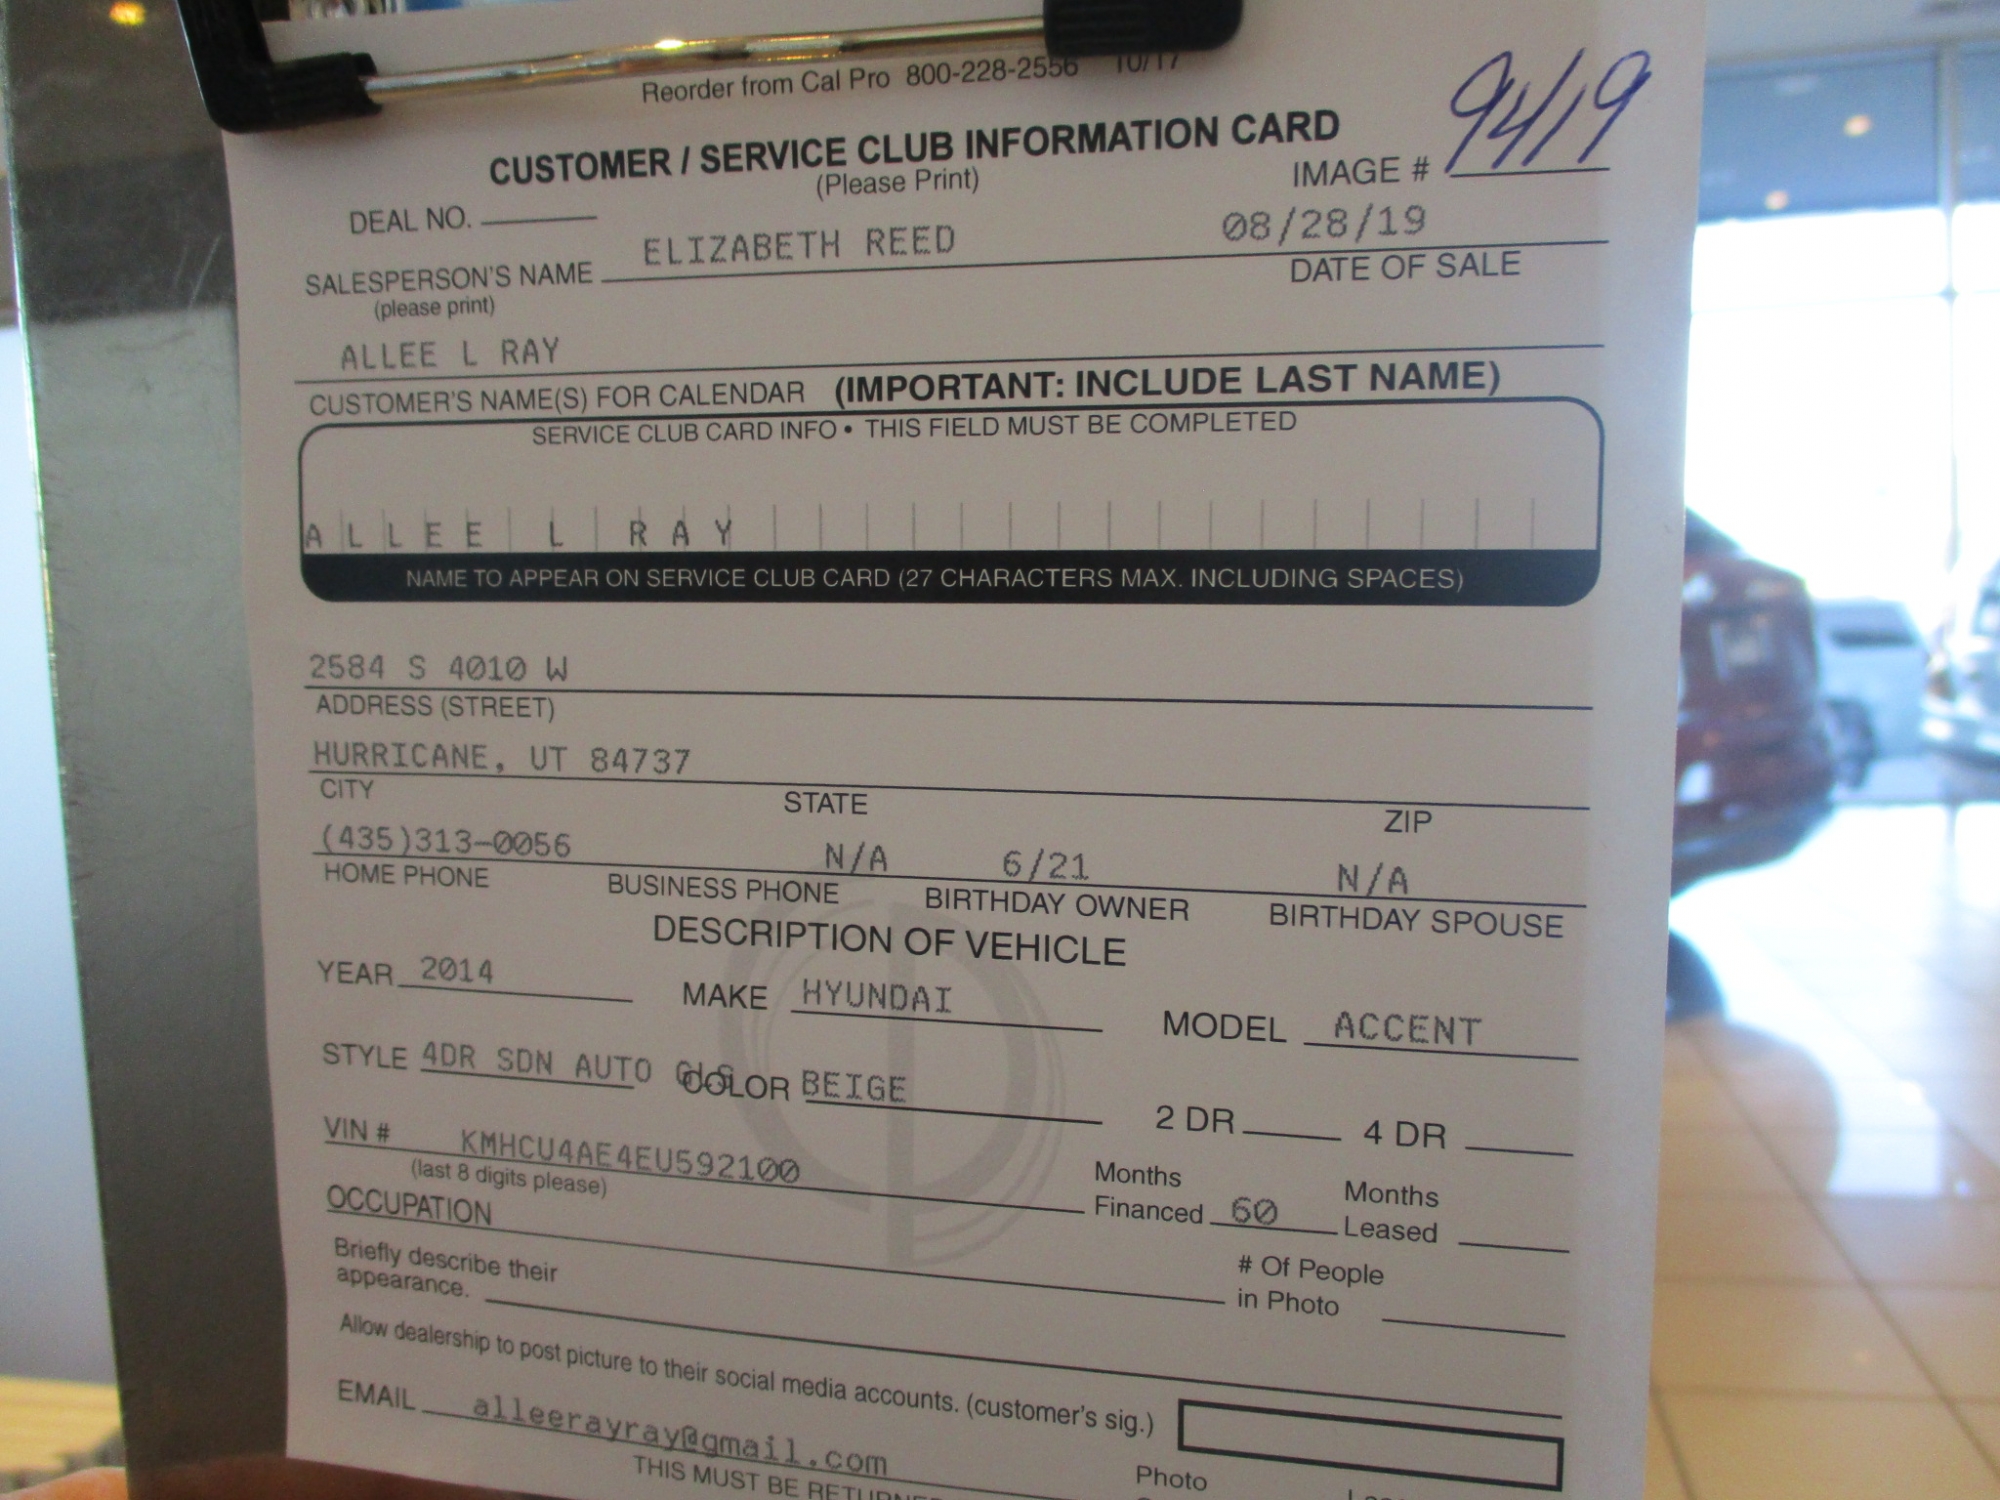 Reorder from Cal Pro 800-228-2556 10/17
CUSTOMER / SERVICE CLUB INFORMATION CARD
(Please Print)
IMAGE # 9419
DEAL NO.
SALESPERSON'S NAME ELIZABETH REED 08/28/19
(please print) DATE OF SALE
ALLEE L RAY
CUSTOMER'S NAME(S) FOR CALENDAR (IMPORTANT: INCLUDE LAST NAME)
SERVICE CLUB CARD INFO • THIS FIELD MUST BE COMPLETED
ALLEE L RAY
NAME TO APPEAR ON SERVICE CLUB CARD (27 CHARACTERS MAX. INCLUDING SPACES)
2584 S 4010 W
ADDRESS (STREET)
HURRICANE, UT 84737
CITY STATE ZIP
(435)313-0056 N/A 6/21 N/A
HOME PHONE BUSINESS PHONE BIRTHDAY OWNER BIRTHDAY SPOUSE
DESCRIPTION OF VEHICLE
YEAR 2014 MAKE HYUNDAI MODEL ACCENT
STYLE 4DR SDN AUTO GLS COLOR BEIGE 2 DR 4 DR
VIN # KMHCU4AE4EU592100
(last 8 digits please)
Months Financed 60 Months Leased
OCCUPATION
# Of People in Photo
Briefly describe their
appearance.
Allow dealership to post picture to their social media accounts. (customer's sig.)
EMAIL alleerayray@gmail.com
THIS MUST BE
Photo